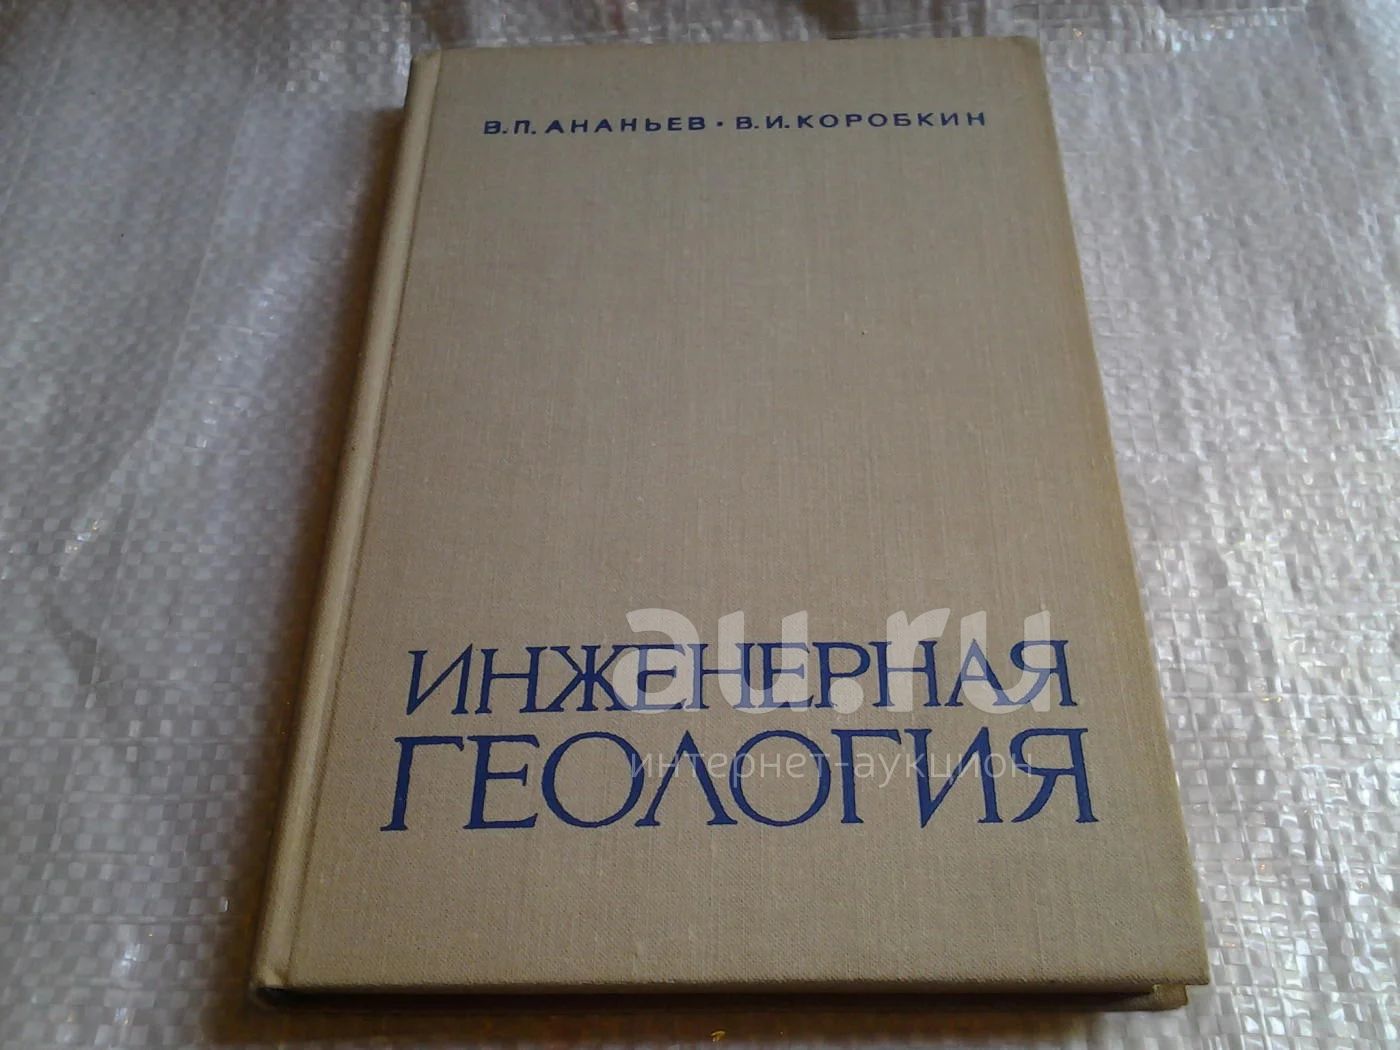 В.П. АНАНЬЕВ · В.И. КОРОБКИН
ИНЖЕНЕРНАЯ
ГЕОЛОГИЯ
au.ru
интернет-аукцион